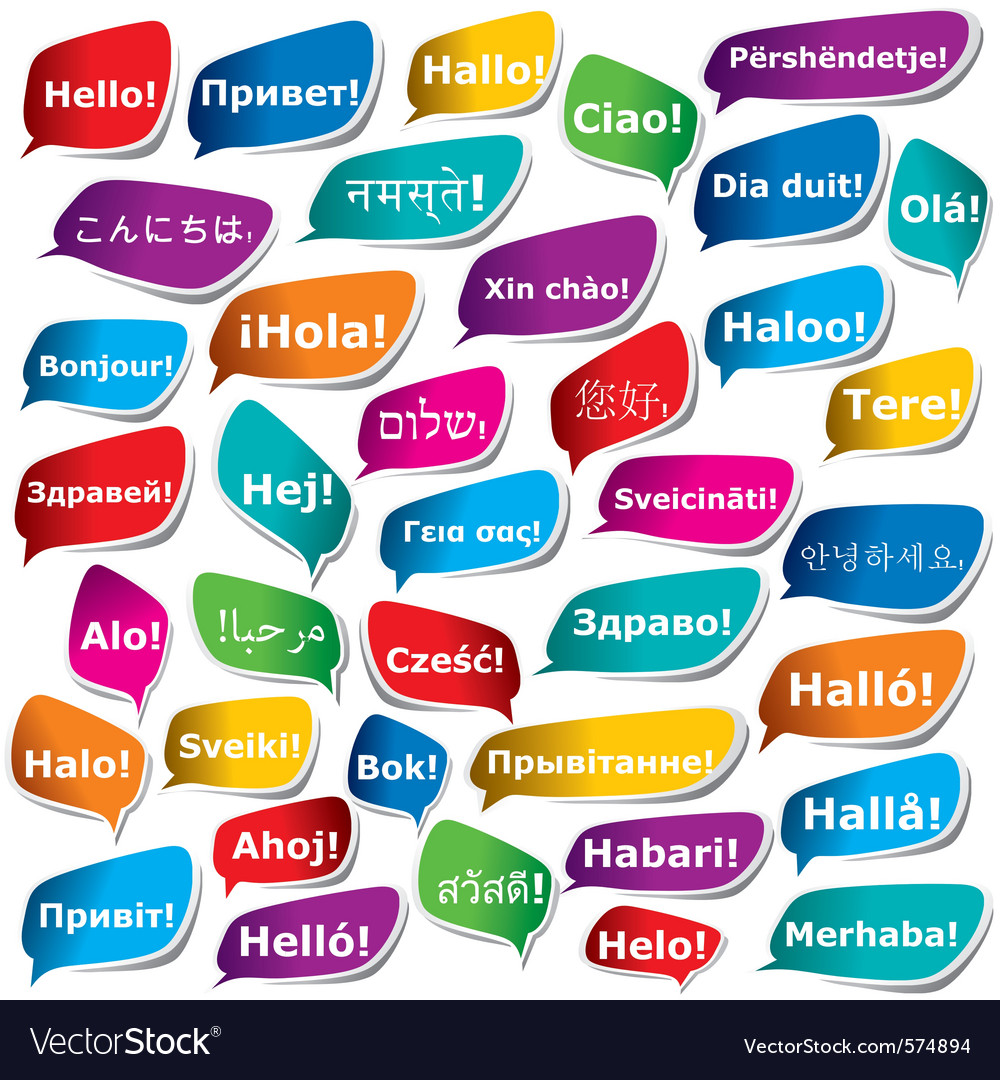 Hello!
Привет!
Hallo!
Ciao!
Përshëndetje!
こんにちは!
नमस्ते!
Dia duit!
Olá!
Bonjour!
¡Hola!
Xin chào!
Haloo!
שלום!
您好!
Tere!
Здравей!
Hej!
Γεια σας!
Sveicināti!
안녕하세요!
Alo!
مرحبا!
Cześć!
Здраво!
Halló!
Halo!
Sveiki!
Bok!
Прывітанне!
Hallå!
Ahoj!
Habari!
Привіт!
Helló!
สวัสดี!
Helo!
Merhaba!
VectorStock®
VectorStock.com/574894